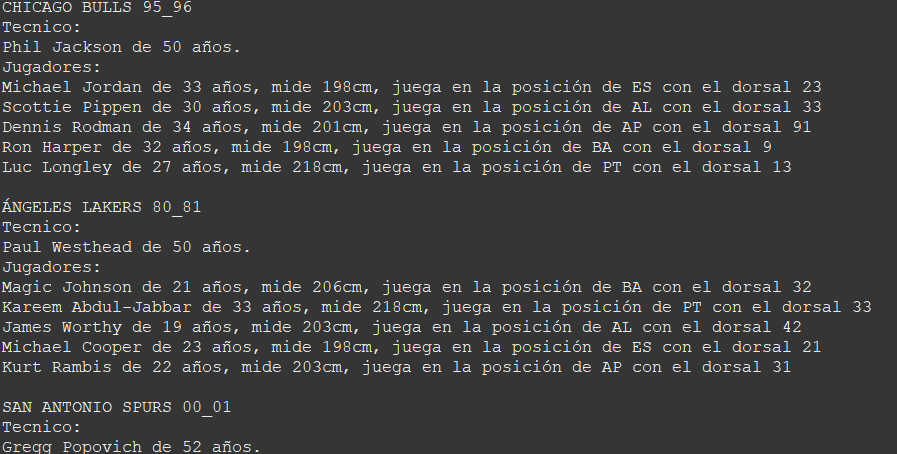 CHICAGO BULLS 95_96
Tecnico:
Phil Jackson de 50 años.
Jugadores:
Michael Jordan de 33 años, mide 198cm, juega en la posición de ES con el dorsal 23
Scottie Pippen de 30 años, mide 203cm, juega en la posición de AL con el dorsal 33
Dennis Rodman de 34 años, mide 201cm, juega en la posición de AP con el dorsal 91
Ron Harper de 32 años, mide 198cm, juega en la posición de BA con el dorsal 9
Luc Longley de 27 años, mide 218cm, juega en la posición de PT con el dorsal 13
ÁNGELES LAKERS 80_81
Tecnico:
Paul Westhead de 50 años.
Jugadores:
Magic Johnson de 21 años, mide 206cm, juega en la posición de BA con el dorsal 32
Kareem Abdul-Jabbar de 33 años, mide 218cm, juega en la posición de PT con el dorsal 33
James Worthy de 19 años, mide 203cm, juega en la posición de AL con el dorsal 42
Michael Cooper de 23 años, mide 198cm, juega en la posición de ES con el dorsal 21
Kurt Rambis de 22 años, mide 203cm, juega en la posición de AP con el dorsal 31
SAN ANTONIO SPURS 00_01
Tecnico:
Gregg Popovich de 52 años.